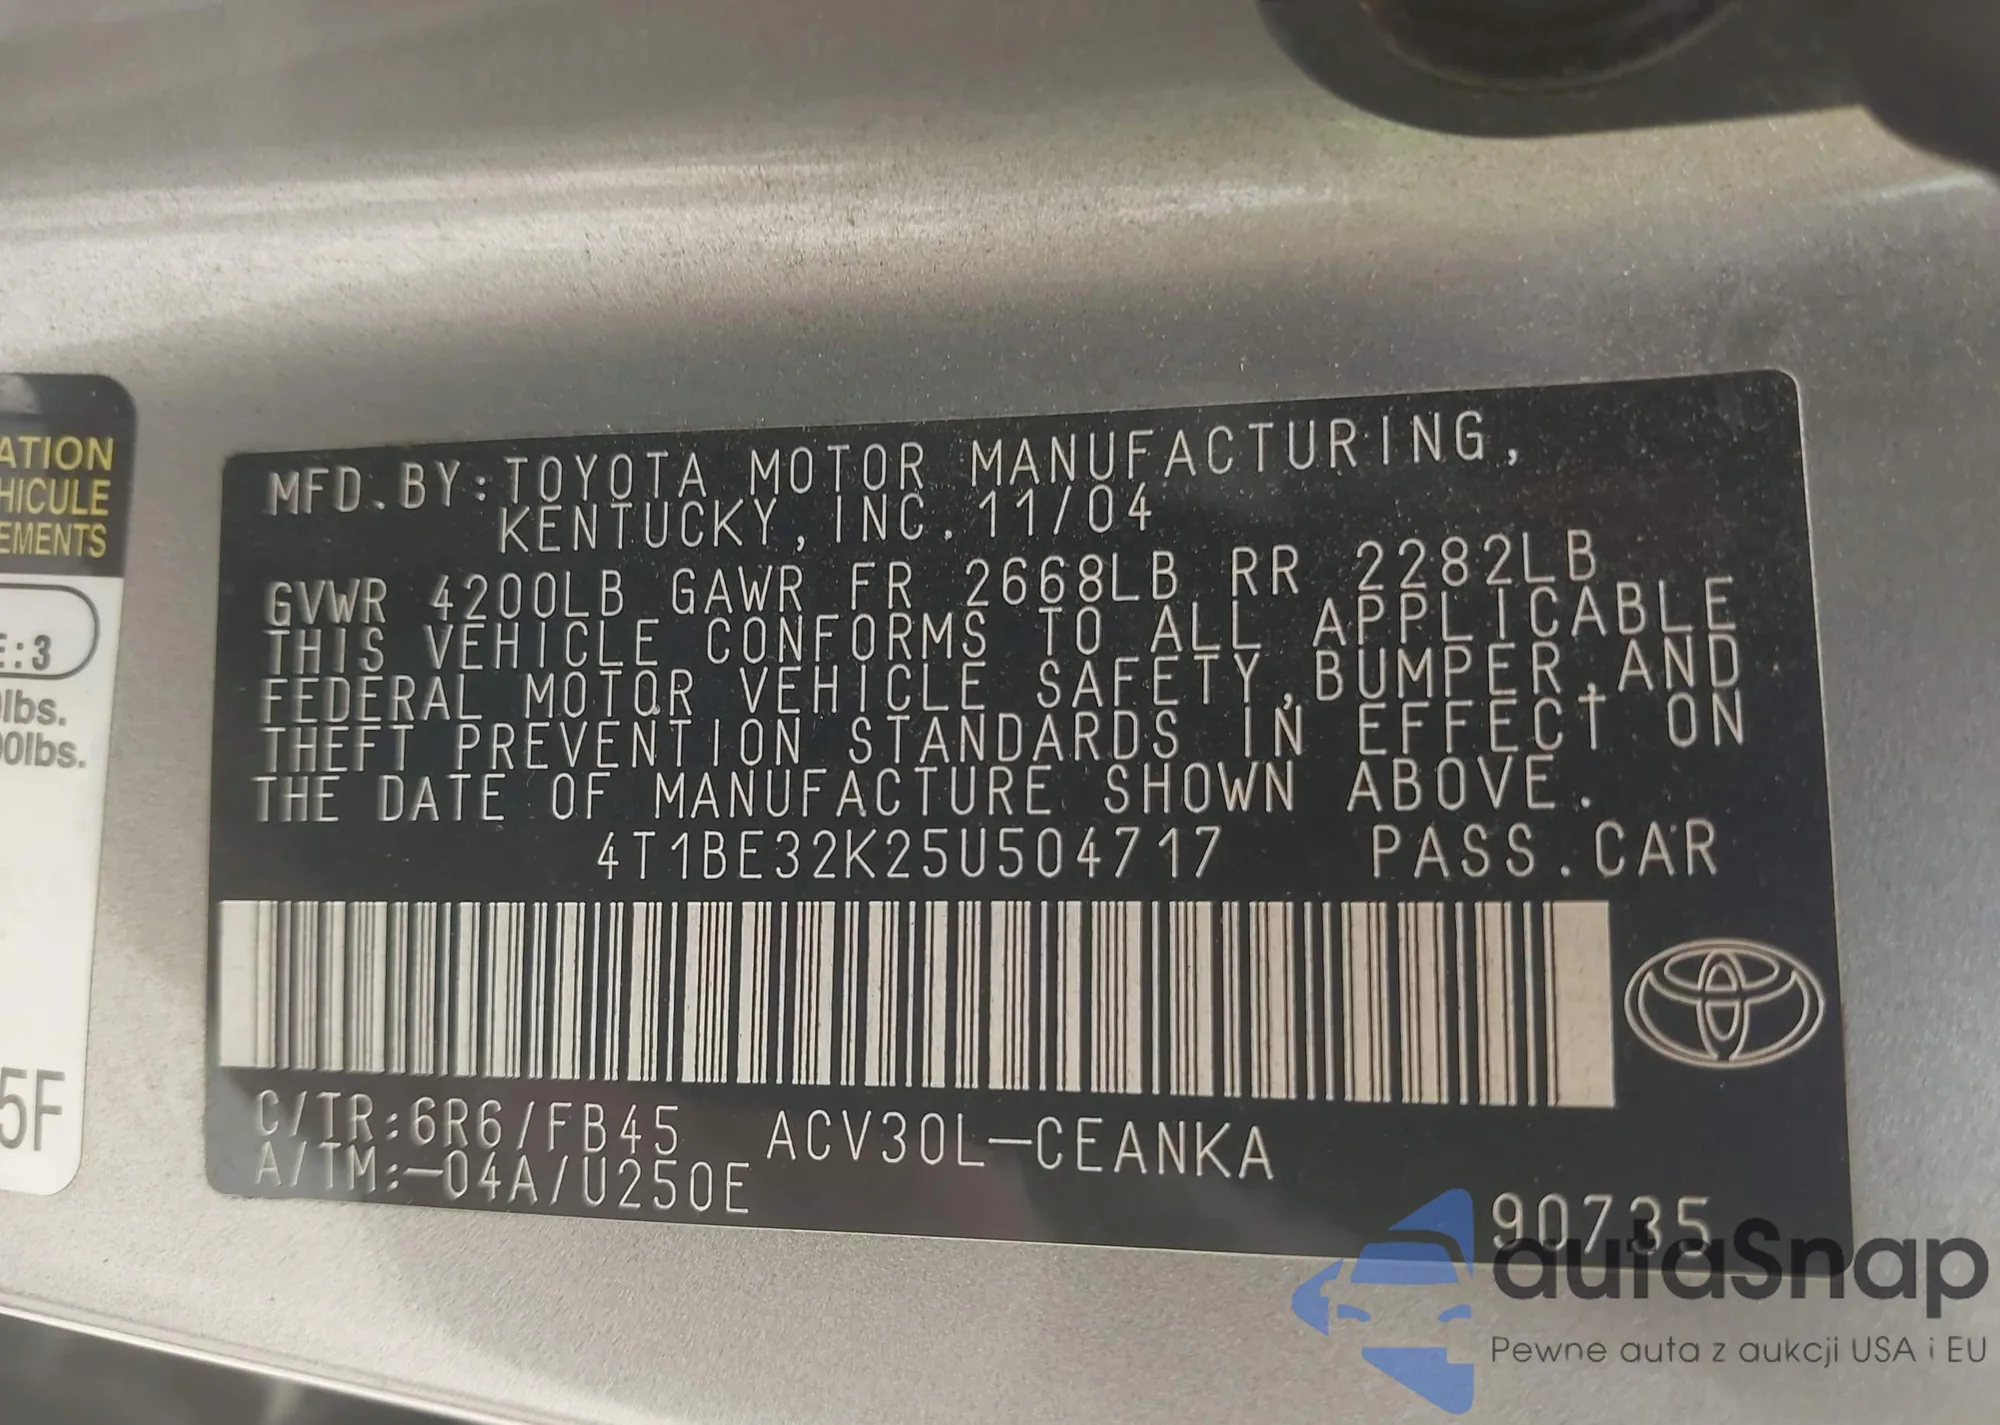 ATION
HICULE
EMENTS
E:3
0lbs.
00lbs.
5F
MFD.BY:TOYOTA MOTOR MANUFACTURING,
KENTUCKY,INC.11/04
GVWR 4200LB GAWR FR 2668LB RR 2282LB
THIS VEHICLE CONFORMS TO ALL APPLICABLE
FEDERAL MOTOR VEHICLE SAFETY,BUMPER,AND
THEFT PREVENTION STANDARDS IN EFFECT ON
THE DATE OF MANUFACTURE SHOWN ABOVE.
4T1BE32K25U504717 PASS.CAR
C/TR:6R6/FB45 ACV30L-CEANKA
A/TM:-04A/U250E
90735
autaSnap
Pewne auta z aukcji USA i EU